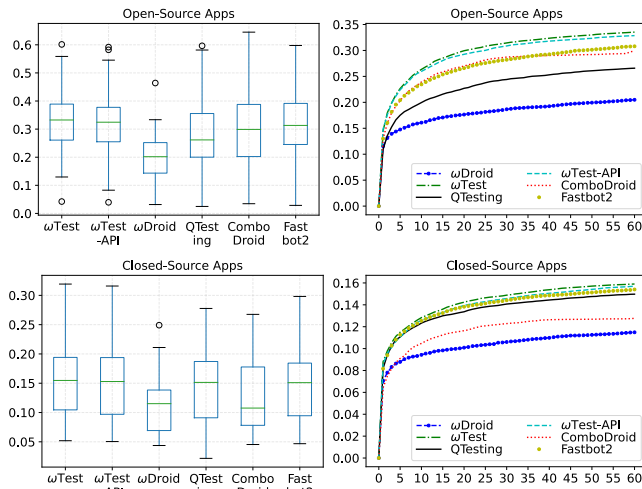 Open-Source Apps
0.6
0.5
0.4
0.3
0.2
0.1
0.0
ωTest
ωTest
-API
ωDroid
QTest
ing
Combo
Droid
Fast
bot2
Open-Source Apps
0.35
0.30
0.25
0.20
0.15
0.10
0.05
0.00
ωDroid
ωTest
QTesting
ωTest-API
ComboDroid
Fastbot2
0 5 10 15 20 25 30 35 40 45 50 55 60
Closed-Source Apps
0.30
0.25
0.20
0.15
0.10
0.05
ωTest
ωTest
ωDroid
QTest
Combo
Fast
Closed-Source Apps
0.16
0.14
0.12
0.10
0.08
0.06
0.04
0.02
0.00
ωDroid
ωTest
QTesting
ωTest-API
ComboDroid
Fastbot2
0 5 10 15 20 25 30 35 40 45 50 55 60